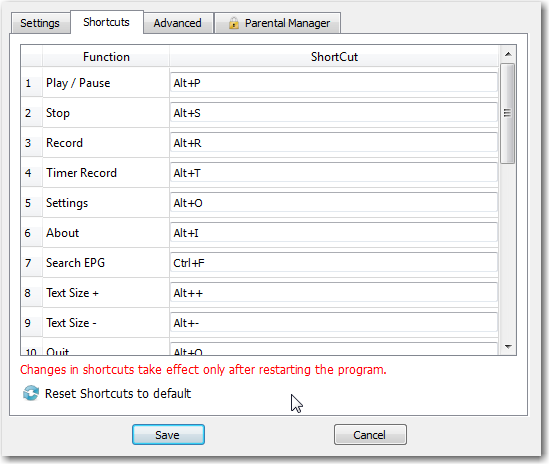 Settings Shortcuts Advanced Parental Manager
Function ShortCut
1 Play / Pause Alt+P
2 Stop Alt+S
3 Record Alt+R
4 Timer Record Alt+T
5 Settings Alt+O
6 About Alt+I
7 Search EPG Ctrl+F
8 Text Size + Alt++
9 Text Size - Alt+-
10 Quit
Changes in shortcuts take effect only after restarting the program.
Reset Shortcuts to default
Save Cancel